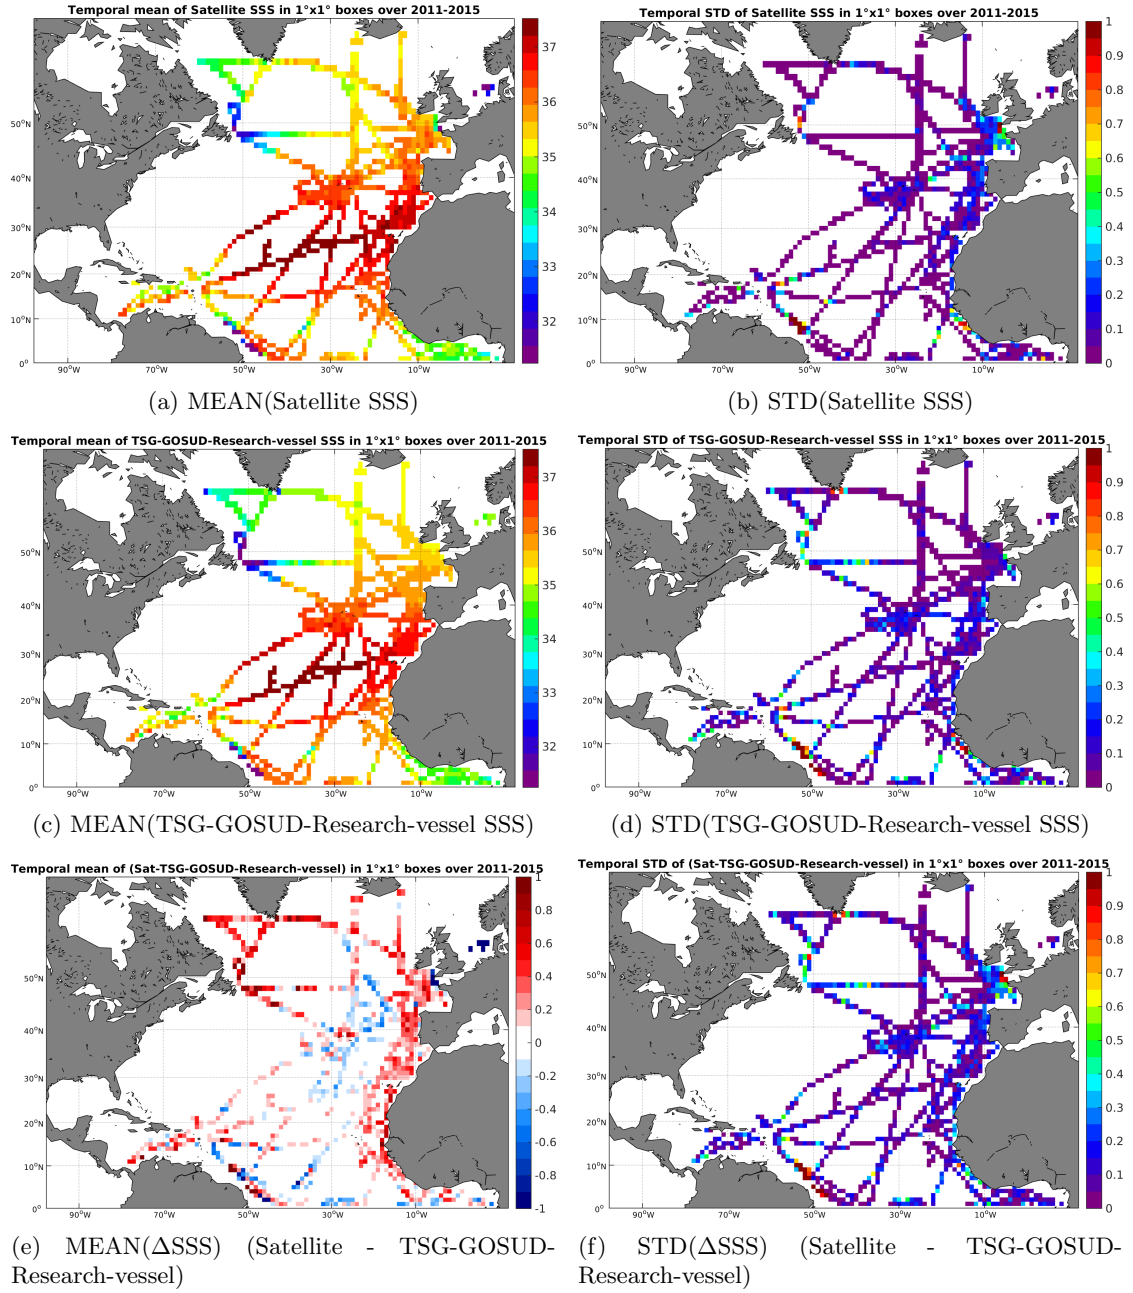 Temporal mean of Satellite SSS in 1°x1° boxes over 2011-2015
37
36
35
34
33
32
50°N
40°N
30°N
20°N
10°N
0°
90°W
70°W
50°W
30°W
10°W
(a) MEAN(Satellite SSS)
Temporal STD of Satellite SSS in 1°x1° boxes over 2011-2015
1
0.9
0.8
0.7
0.6
0.5
0.4
0.3
0.2
0.1
0
50°N
40°N
30°N
20°N
10°N
0°
90°W
70°W
50°W
30°W
10°W
(b) STD(Satellite SSS)
Temporal mean of TSG-GOSUD-Research-vessel SSS in 1°x1° boxes over 2011-2015
37
36
35
34
33
32
50°N
40°N
30°N
20°N
10°N
0°
90°W
70°W
50°W
30°W
10°W
(c) MEAN(TSG-GOSUD-Research-vessel SSS)
Temporal STD of TSG-GOSUD-Research-vessel SSS in 1°x1° boxes over 2011-2015
1
0.9
0.8
0.7
0.6
0.5
0.4
0.3
0.2
0.1
0
50°N
40°N
30°N
20°N
10°N
0°
90°W
70°W
50°W
30°W
10°W
(d) STD(TSG-GOSUD-Research-vessel SSS)
Temporal mean of (Sat-TSG-GOSUD-Research-vessel) in 1°x1° boxes over 2011-2015
1
0.8
0.6
0.4
0.2
0
-0.2
-0.4
-0.6
-0.8
-1
50°N
40°N
30°N
20°N
10°N
0°
90°W
70°W
50°W
30°W
10°W
(e) MEAN(ΔSSS) (Satellite - TSG-GOSUD-
Research-vessel)
Temporal STD of (Sat-TSG-GOSUD-Research-vessel) in 1°x1° boxes over 2011-2015
1
0.9
0.8
0.7
0.6
0.5
0.4
0.3
0.2
0.1
0
50°N
40°N
30°N
20°N
10°N
0°
90°W
70°W
50°W
30°W
10°W
(f) STD(ΔSSS) (Satellite - TSG-GOSUD-
Research-vessel)